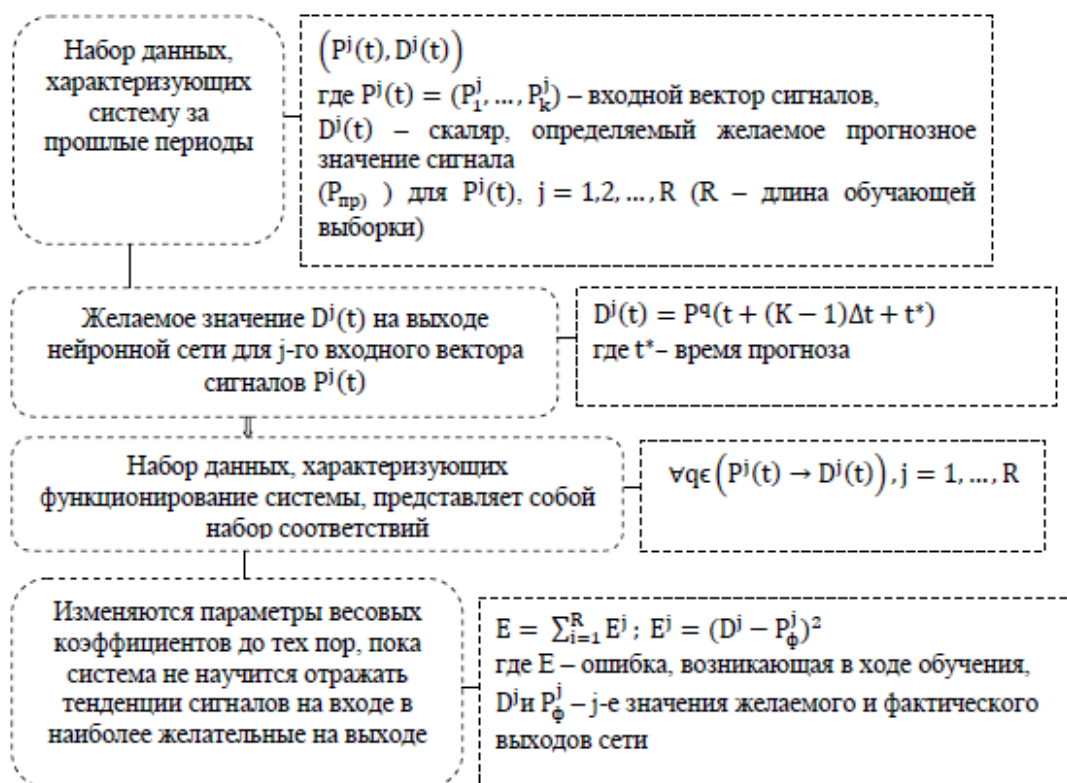 Набор данных,
характеризующих
систему за
прошлые периоды
(Pʲ(t), Dʲ(t))
где Pʲ(t) = (P₁ʲ, …, Pₖʲ) – входной вектор сигналов,
Dʲ(t) – скаляр, определяемый желаемое прогнозное
значение сигнала
(Pпр) ) для Pʲ(t), j = 1,2, …, R (R – длина обучающей
выборки)
Желаемое значение Dʲ(t) на выходе
нейронной сети для j-го входного вектора
сигналов Pʲ(t)
Dʲ(t) = P^q(t + (K − 1)Δt + t*)
где t*– время прогноза
Набор данных, характеризующих
функционирование системы, представляет собой
набор соответствий
∀qϵ(Pʲ(t) → Dʲ(t)), j = 1, …, R
Изменяются параметры весовых
коэффициентов до тех пор, пока
система не научится отражать
тенденции сигналов на входе в
наиболее желательные на выходе
E = ∑ᵢ₌₁ᴿ Eʲ ; Eʲ = (Dʲ − P_фʲ)²
где E – ошибка, возникающая в ходе обучения,
Dʲи P_фʲ – j-е значения желаемого и фактического
выходов сети